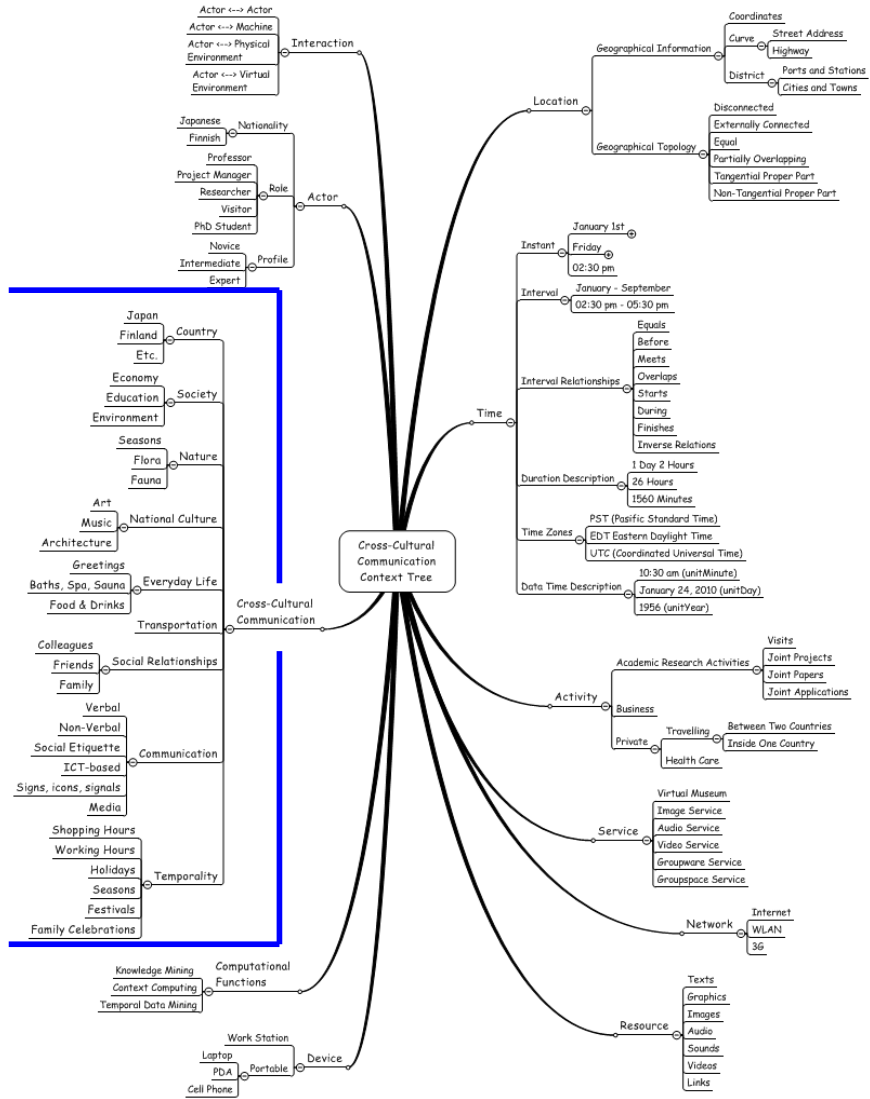 Actor <--> Actor
Actor <--> Machine
Actor <--> Physical
Environment
Actor <--> Virtual
Environment
Interaction
Japanese
Finnish
Nationality
Professor
Project Manager
Researcher
Visitor
PhD Student
Role
Novice
Intermediate
Expert
Profile
Actor
Japan
Finland
Etc.
Country
Economy
Education
Environment
Society
Seasons
Flora
Fauna
Nature
Art
Music
Architecture
National Culture
Greetings
Baths, Spa, Sauna
Food & Drinks
Everyday Life
Transportation
Colleagues
Friends
Family
Social Relationships
Verbal
Non-Verbal
Social Etiquette
ICT-based
Signs, icons, signals
Media
Communication
Shopping Hours
Working Hours
Holidays
Seasons
Festivals
Family Celebrations
Temporality
Cross-Cultural
Communication
Knowledge Mining
Context Computing
Temporal Data Mining
Computational
Functions
Work Station
Laptop
PDA
Cell Phone
Portable
Device
Cross-Cultural
Communication
Context Tree
Location
Geographical Information
Coordinates
Curve
Street Address
Highway
District
Ports and Stations
Cities and Towns
Geographical Topology
Disconnected
Externally Connected
Equal
Partially Overlapping
Tangential Proper Part
Non-Tangential Proper Part
Time
Instant
January 1st
Friday
02:30 pm
Interval
January - September
02:30 pm - 05:30 pm
Interval Relationships
Equals
Before
Meets
Overlaps
Starts
During
Finishes
Inverse Relations
Duration Description
1 Day 2 Hours
26 Hours
1560 Minutes
Time Zones
PST (Pasific Standard Time)
EDT Eastern Daylight Time
UTC (Coordinated Universal Time)
Data Time Description
10:30 am (unitMinute)
January 24, 2010 (unitDay)
1956 (unitYear)
Activity
Academic Research Activities
Visits
Joint Projects
Joint Papers
Joint Applications
Business
Private
Travelling
Between Two Countries
Inside One Country
Health Care
Service
Virtual Museum
Image Service
Audio Service
Video Service
Groupware Service
Groupspace Service
Network
Internet
WLAN
3G
Resource
Texts
Graphics
Images
Audio
Sounds
Videos
Links